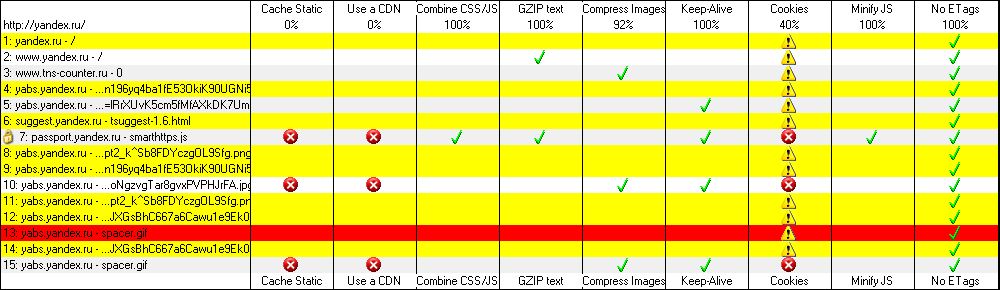 Cache Static Use a CDN Combine CSS/JS GZIP text Compress Images Keep-Alive Cookies Minify JS No ETags
http://yandex.ru/ 0% 0% 100% 100% 92% 100% 40% 100% 100%
1: yandex.ru - /
2: www.yandex.ru - /
3: www.tns-counter.ru - 0
4: yabs.yandex.ru - ...n196yq4ba1fE53OkiK90UGNi5
5: yabs.yandex.ru - ...=IRrXUvK5cm5fMfAXkDK7Um
6: suggest.yandex.ru - tsuggest-1.6.html
7: passport.yandex.ru - smarthttps.js
8: yabs.yandex.ru - ...pt2_k^Sb8FDYczgOL9Sfg.png
9: yabs.yandex.ru - ...n196yq4ba1fE53OkiK90UGNi5
10: yabs.yandex.ru - ...oNgzvgTar8gvxPVPHJrFA.jpg
11: yabs.yandex.ru - ...pt2_k^Sb8FDYczgOL9Sfg.png
12: yabs.yandex.ru - ...JXGsBhC667a6Cawu1e9Ek0
13: yabs.yandex.ru - spacer.gif
14: yabs.yandex.ru - ...JXGsBhC667a6Cawu1e9Ek0
15: yabs.yandex.ru - spacer.gif
Cache Static Use a CDN Combine CSS/JS GZIP text Compress Images Keep-Alive Cookies Minify JS No ETags